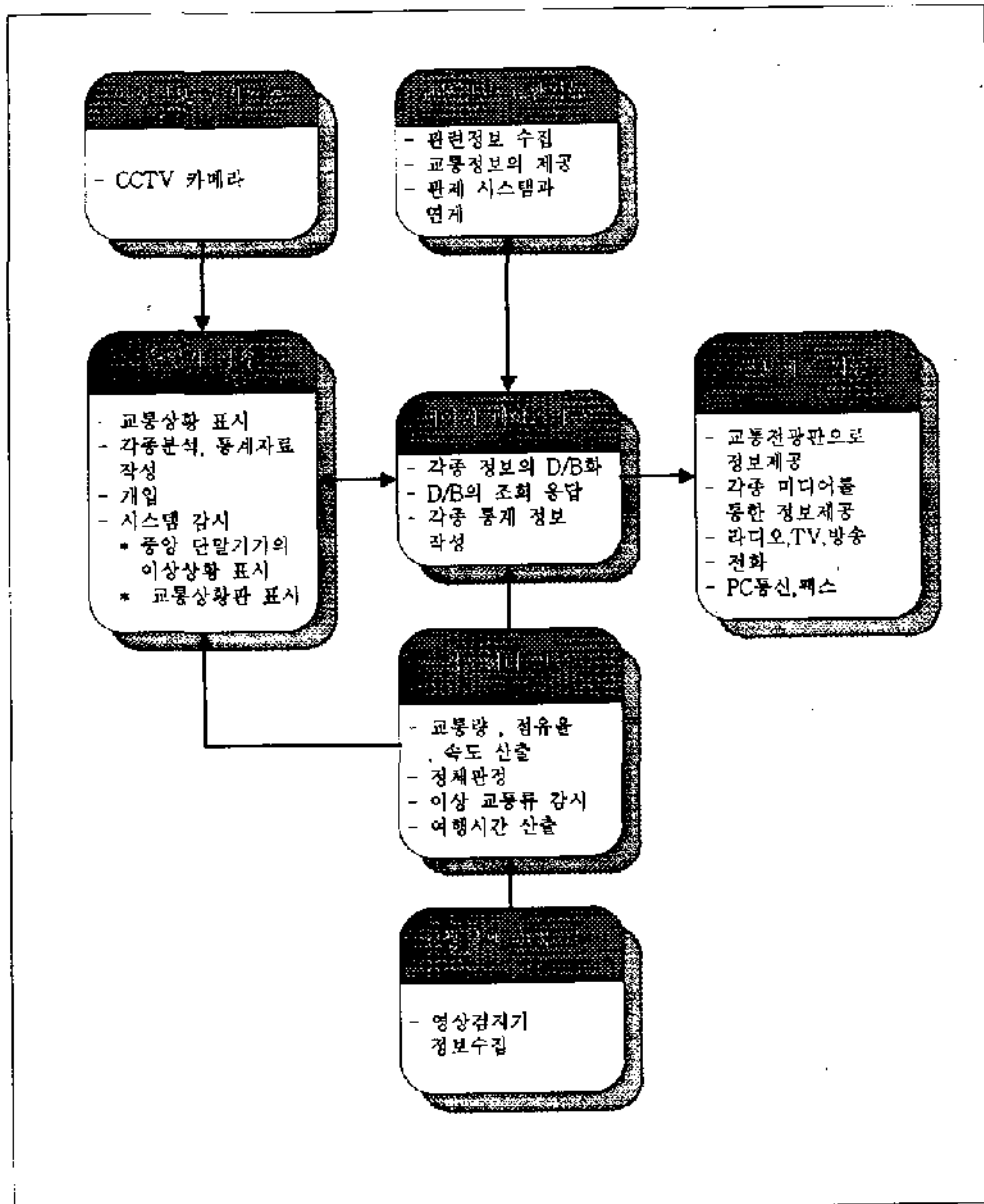 - CCTV 카메라
- 관련정보 수집
- 교통정보의 제공
- 관제 시스템과
연계
- 교통상황 표시
- 각종분석, 통계자료
작성
- 개입
- 시스템 감시
* 중앙 단말기기의
이상상황 표시
* 교통상황판 표시
- 각종 정보의 D/B화
- D/B의 조회 응답
- 각종 통계 정보
작성
- 교통전광판으로
정보제공
- 각종 미디어를
통한 정보제공
- 라디오,TV,방송
- 전화
- PC통신,팩스
- 교통량 , 점유율
, 속도 산출
- 정체판정
- 이상 교통류 감시
- 여행시간 산출
- 영상검지기
정보수집